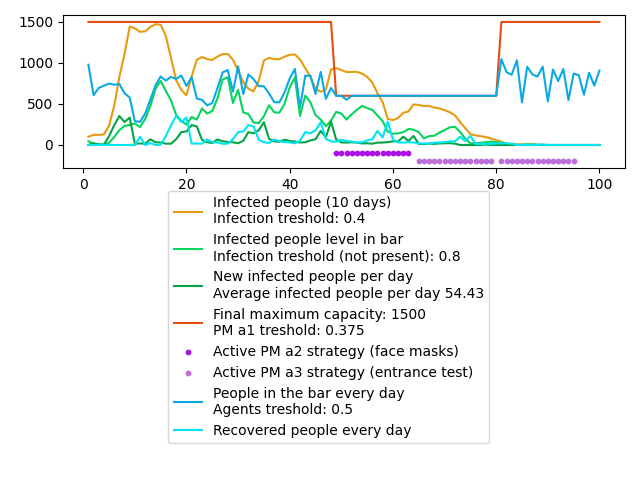 1500
1000
500
0
0 20 40 60 80 100
Infected people (10 days)
Infection treshold: 0.4
Infected people level in bar
Infection treshold (not present): 0.8
New infected people per day
Average infected people per day 54.43
Final maximum capacity: 1500
PM a1 treshold: 0.375
Active PM a2 strategy (face masks)
Active PM a3 strategy (entrance test)
People in the bar every day
Agents treshold: 0.5
Recovered people every day